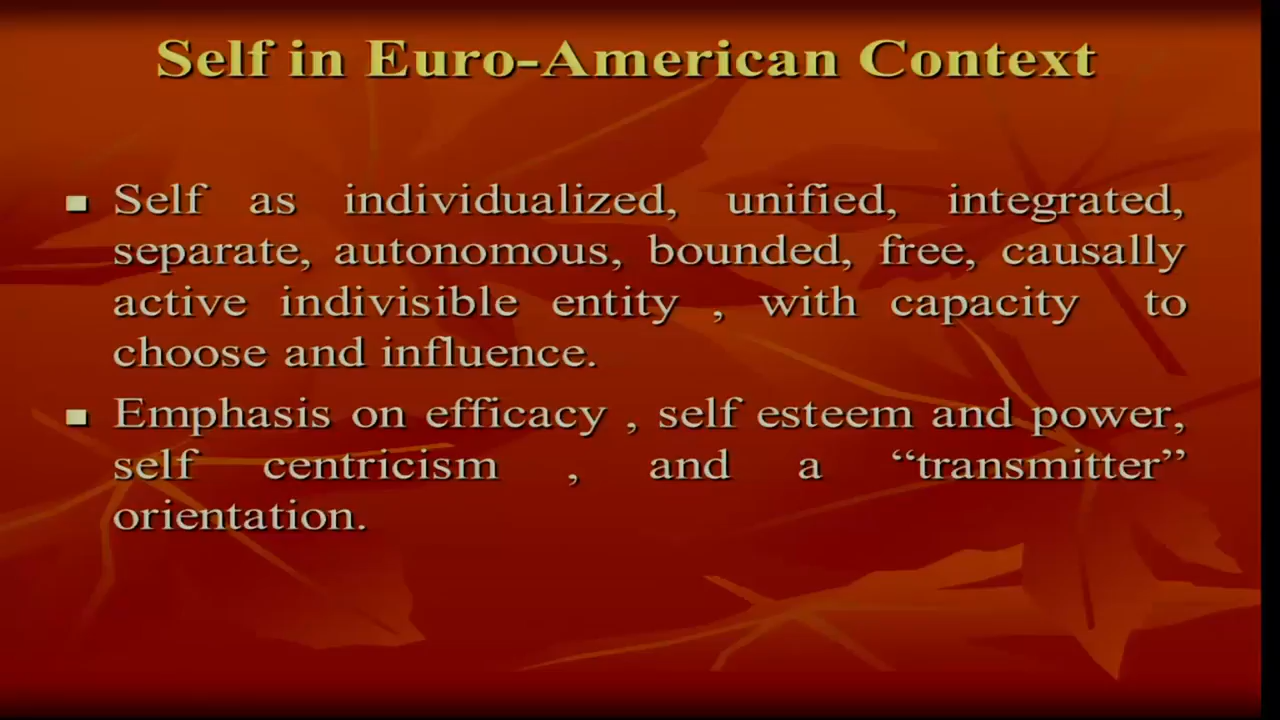 Self in Euro-American Context
Self as individualized, unified, integrated,
separate, autonomous, bounded, free, causally
active indivisible entity , with capacity to
choose and influence.
Emphasis on efficacy , self esteem and power,
self centricism , and a “transmitter”
orientation.